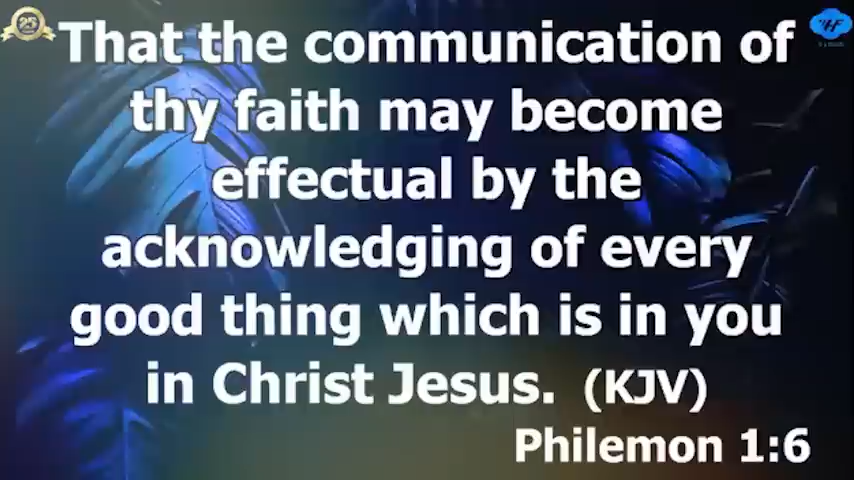 That the communication of
thy faith may become
effectual by the
acknowledging of every
good thing which is in you
in Christ Jesus. (KJV)
Philemon 1:6
25